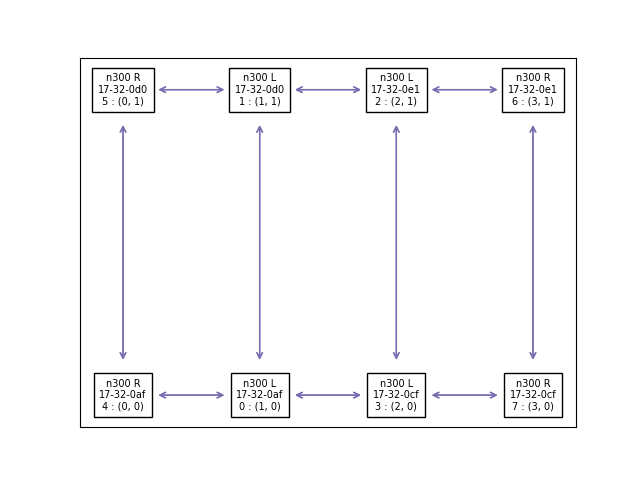 n300 R
17-32-0d0
5 : (0, 1)
n300 L
17-32-0d0
1 : (1, 1)
n300 L
17-32-0e1
2 : (2, 1)
n300 R
17-32-0e1
6 : (3, 1)
n300 R
17-32-0af
4 : (0, 0)
n300 L
17-32-0af
0 : (1, 0)
n300 L
17-32-0cf
3 : (2, 0)
n300 R
17-32-0cf
7 : (3, 0)